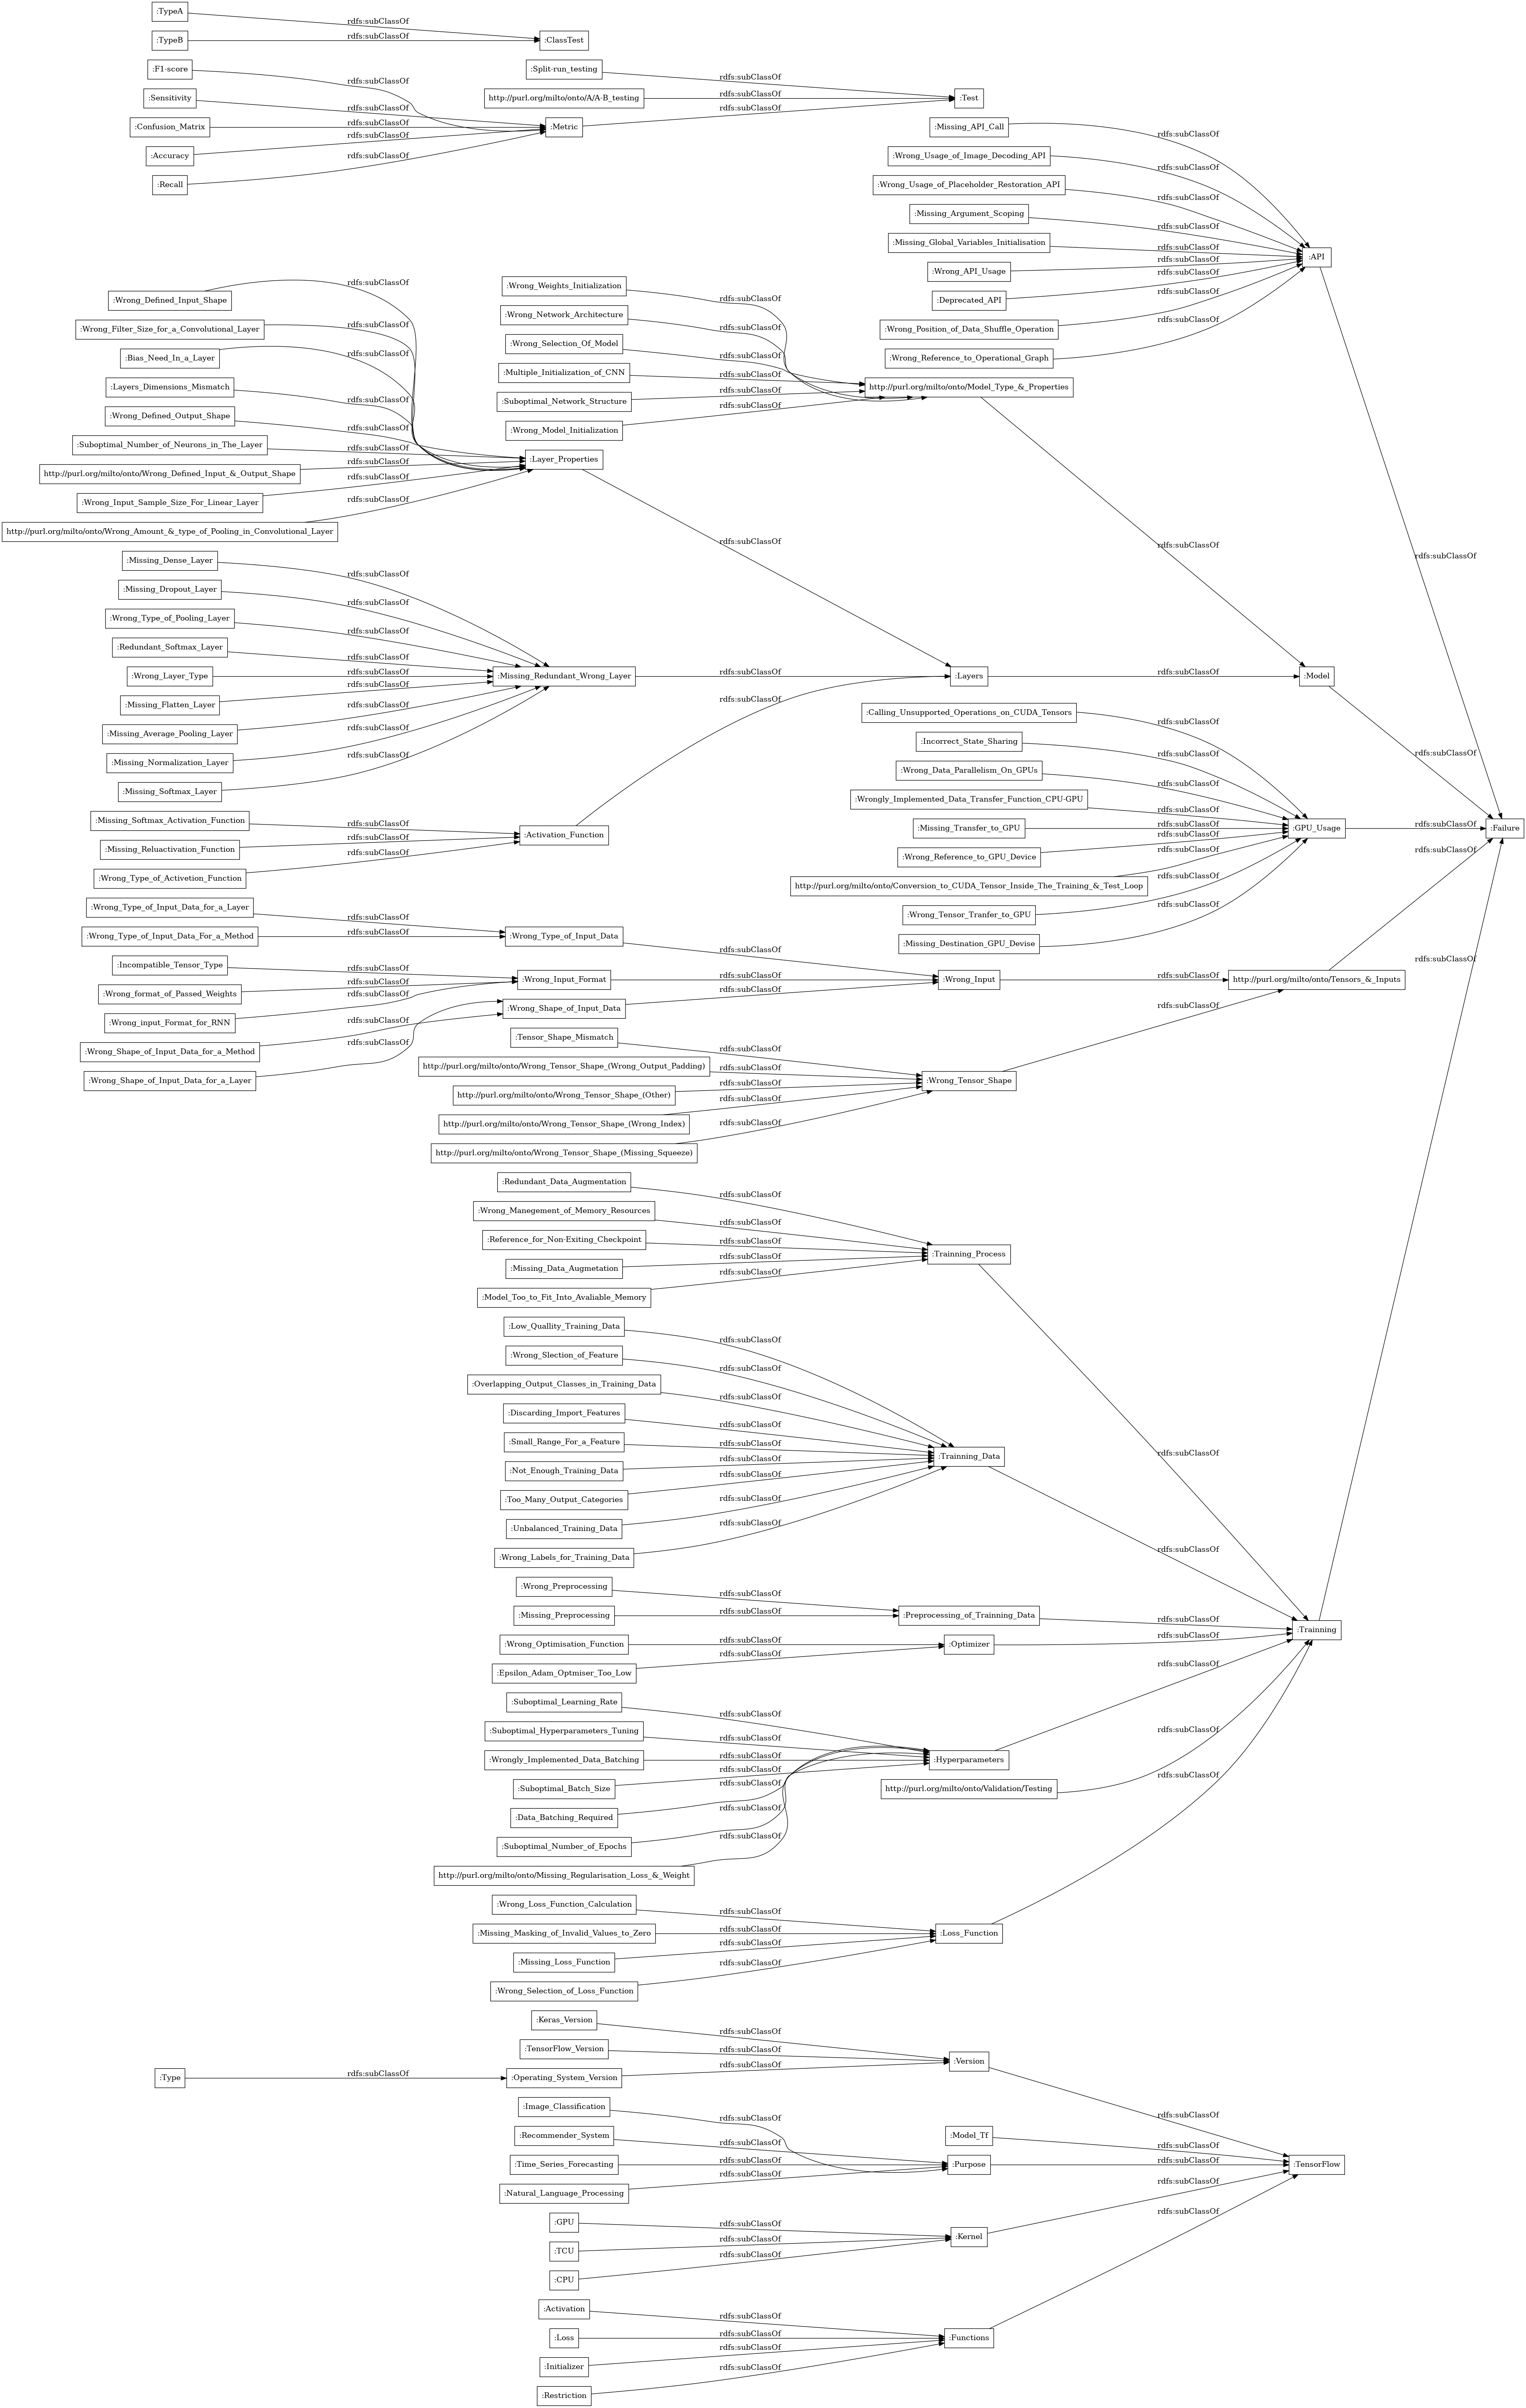 :TypeA
rdfs:subClassOf
:TypeB
rdfs:subClassOf
:ClassTest
:F1-score
rdfs:subClassOf
:Sensitivity
rdfs:subClassOf
:Confusion_Matrix
rdfs:subClassOf
:Accuracy
rdfs:subClassOf
:Recall
rdfs:subClassOf
:Metric
rdfs:subClassOf
:Split-run_testing
rdfs:subClassOf
http://purl.org/milto/onto/A/A-B_testing
rdfs:subClassOf
:Test
:Missing_API_Call
rdfs:subClassOf
:Wrong_Usage_of_Image_Decoding_API
rdfs:subClassOf
:Wrong_Usage_of_Placeholder_Restoration_API
rdfs:subClassOf
:Missing_Argument_Scoping
rdfs:subClassOf
:Missing_Global_Variables_Initialisation
rdfs:subClassOf
:Wrong_API_Usage
rdfs:subClassOf
:Deprecated_API
rdfs:subClassOf
:Wrong_Position_of_Data_Shuffle_Operation
rdfs:subClassOf
:Wrong_Reference_to_Operational_Graph
rdfs:subClassOf
:API
rdfs:subClassOf
:Wrong_Defined_Input_Shape
rdfs:subClassOf
:Wrong_Filter_Size_for_a_Convolutional_Layer
rdfs:subClassOf
:Bias_Need_In_a_Layer
rdfs:subClassOf
:Layers_Dimensions_Mismatch
rdfs:subClassOf
:Wrong_Defined_Output_Shape
rdfs:subClassOf
:Suboptimal_Number_of_Neurons_in_The_Layer
rdfs:subClassOf
http://purl.org/milto/onto/Wrong_Defined_Input_&_Output_Shape
rdfs:subClassOf
:Wrong_Input_Sample_Size_For_Linear_Layer
rdfs:subClassOf
http://purl.org/milto/onto/Wrong_Amount_&_type_of_Pooling_in_Convolutional_Layer
rdfs:subClassOf
:Layer_Properties
rdfs:subClassOf
:Wrong_Weights_Initialization
rdfs:subClassOf
:Wrong_Network_Architecture
rdfs:subClassOf
:Wrong_Selection_Of_Model
rdfs:subClassOf
:Multiple_Initialization_of_CNN
rdfs:subClassOf
:Suboptimal_Network_Structure
rdfs:subClassOf
:Wrong_Model_Initialization
rdfs:subClassOf
http://purl.org/milto/onto/Model_Type_&_Properties
rdfs:subClassOf
:Missing_Dense_Layer
rdfs:subClassOf
:Missing_Dropout_Layer
rdfs:subClassOf
:Wrong_Type_of_Pooling_Layer
rdfs:subClassOf
:Redundant_Softmax_Layer
rdfs:subClassOf
:Wrong_Layer_Type
rdfs:subClassOf
:Missing_Flatten_Layer
rdfs:subClassOf
:Missing_Average_Pooling_Layer
rdfs:subClassOf
:Missing_Normalization_Layer
rdfs:subClassOf
:Missing_Softmax_Layer
rdfs:subClassOf
:Missing_Redundant_Wrong_Layer
rdfs:subClassOf
:Missing_Softmax_Activation_Function
rdfs:subClassOf
:Missing_Reluactivation_Function
rdfs:subClassOf
:Wrong_Type_of_Activetion_Function
rdfs:subClassOf
:Activation_Function
rdfs:subClassOf
:Layers
rdfs:subClassOf
:Model
rdfs:subClassOf
:Calling_Unsupported_Operations_on_CUDA_Tensors
rdfs:subClassOf
:Incorrect_State_Sharing
rdfs:subClassOf
:Wrong_Data_Parallelism_On_GPUs
rdfs:subClassOf
:Wrongly_Implemented_Data_Transfer_Function_CPU-GPU
rdfs:subClassOf
:Missing_Transfer_to_GPU
rdfs:subClassOf
:Wrong_Reference_to_GPU_Device
rdfs:subClassOf
http://purl.org/milto/onto/Conversion_to_CUDA_Tensor_Inside_The_Training_&_Test_Loop
rdfs:subClassOf
:Wrong_Tensor_Tranfer_to_GPU
rdfs:subClassOf
:Missing_Destination_GPU_Devise
rdfs:subClassOf
:GPU_Usage
rdfs:subClassOf
:Failure
:Wrong_Type_of_Input_Data_for_a_Layer
rdfs:subClassOf
:Wrong_Type_of_Input_Data_For_a_Method
rdfs:subClassOf
:Wrong_Type_of_Input_Data
rdfs:subClassOf
:Incompatible_Tensor_Type
rdfs:subClassOf
:Wrong_format_of_Passed_Weights
rdfs:subClassOf
:Wrong_input_Format_for_RNN
rdfs:subClassOf
:Wrong_Input_Format
rdfs:subClassOf
:Wrong_Shape_of_Input_Data_for_a_Method
rdfs:subClassOf
:Wrong_Shape_of_Input_Data_for_a_Layer
rdfs:subClassOf
:Wrong_Shape_of_Input_Data
rdfs:subClassOf
:Wrong_Input
rdfs:subClassOf
http://purl.org/milto/onto/Tensors_&_Inputs
rdfs:subClassOf
:Tensor_Shape_Mismatch
rdfs:subClassOf
http://purl.org/milto/onto/Wrong_Tensor_Shape_(Wrong_Output_Padding)
rdfs:subClassOf
http://purl.org/milto/onto/Wrong_Tensor_Shape_(Other)
rdfs:subClassOf
http://purl.org/milto/onto/Wrong_Tensor_Shape_(Wrong_Index)
rdfs:subClassOf
http://purl.org/milto/onto/Wrong_Tensor_Shape_(Missing_Squeeze)
rdfs:subClassOf
:Wrong_Tensor_Shape
rdfs:subClassOf
:Redundant_Data_Augmentation
rdfs:subClassOf
:Wrong_Manegement_of_Memory_Resources
rdfs:subClassOf
:Reference_for_Non-Exiting_Checkpoint
rdfs:subClassOf
:Missing_Data_Augmetation
rdfs:subClassOf
:Model_Too_to_Fit_Into_Avaliable_Memory
rdfs:subClassOf
:Trainning_Process
rdfs:subClassOf
:Low_Quallity_Training_Data
rdfs:subClassOf
:Wrong_Slection_of_Feature
rdfs:subClassOf
:Overlapping_Output_Classes_in_Training_Data
rdfs:subClassOf
:Discarding_Import_Features
rdfs:subClassOf
:Small_Range_For_a_Feature
rdfs:subClassOf
:Not_Enough_Training_Data
rdfs:subClassOf
:Too_Many_Output_Categories
rdfs:subClassOf
:Unbalanced_Training_Data
rdfs:subClassOf
:Wrong_Labels_for_Training_Data
rdfs:subClassOf
:Trainning_Data
rdfs:subClassOf
:Wrong_Preprocessing
rdfs:subClassOf
:Missing_Preprocessing
rdfs:subClassOf
:Preprocessing_of_Trainning_Data
rdfs:subClassOf
:Wrong_Optimisation_Function
rdfs:subClassOf
:Epsilon_Adam_Optmiser_Too_Low
rdfs:subClassOf
:Optimizer
rdfs:subClassOf
:Trainning
rdfs:subClassOf
:Suboptimal_Learning_Rate
rdfs:subClassOf
:Suboptimal_Hyperparameters_Tuning
rdfs:subClassOf
:Wrongly_Implemented_Data_Batching
rdfs:subClassOf
:Suboptimal_Batch_Size
rdfs:subClassOf
:Data_Batching_Required
rdfs:subClassOf
:Suboptimal_Number_of_Epochs
rdfs:subClassOf
http://purl.org/milto/onto/Missing_Regularisation_Loss_&_Weight
rdfs:subClassOf
:Hyperparameters
rdfs:subClassOf
http://purl.org/milto/onto/Validation/Testing
rdfs:subClassOf
:Wrong_Loss_Function_Calculation
rdfs:subClassOf
:Missing_Masking_of_Invalid_Values_to_Zero
rdfs:subClassOf
:Missing_Loss_Function
rdfs:subClassOf
:Wrong_Selection_of_Loss_Function
rdfs:subClassOf
:Loss_Function
rdfs:subClassOf
:Keras_Version
rdfs:subClassOf
:TensorFlow_Version
rdfs:subClassOf
:Type
rdfs:subClassOf
:Operating_System_Version
rdfs:subClassOf
:Version
rdfs:subClassOf
:Image_Classification
rdfs:subClassOf
:Recommender_System
rdfs:subClassOf
:Time_Series_Forecasting
rdfs:subClassOf
:Natural_Language_Processing
rdfs:subClassOf
:Model_Tf
rdfs:subClassOf
:Purpose
rdfs:subClassOf
:TensorFlow
:GPU
rdfs:subClassOf
:TCU
rdfs:subClassOf
:CPU
rdfs:subClassOf
:Kernel
rdfs:subClassOf
:Activation
rdfs:subClassOf
:Loss
rdfs:subClassOf
:Initializer
rdfs:subClassOf
:Restriction
rdfs:subClassOf
:Functions
rdfs:subClassOf